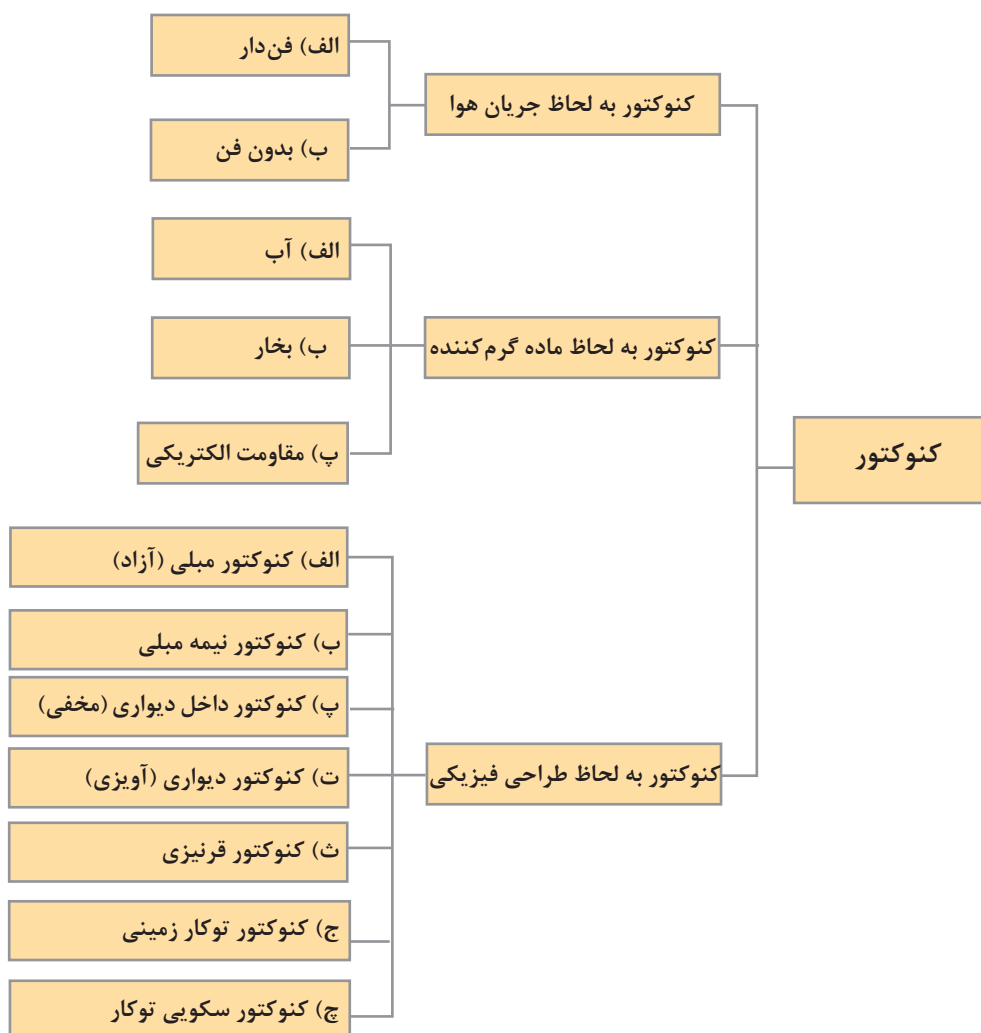 کنوکتور
کنوکتور به لحاظ جریان هوا
الف) فن‌دار
ب) بدون فن
کنوکتور به لحاظ ماده گرم‌کننده
الف) آب
ب) بخار
پ) مقاومت الکتریکی
کنوکتور به لحاظ طراحی فیزیکی
الف) کنوکتور مبلی (آزاد)
ب) کنوکتور نیمه مبلی
پ) کنوکتور داخل دیواری (مخفی)
ت) کنوکتور دیواری (آویزی)
ث) کنوکتور قرنیزی
ج) کنوکتور توکار زمینی
چ) کنوکتور سکویی توکار